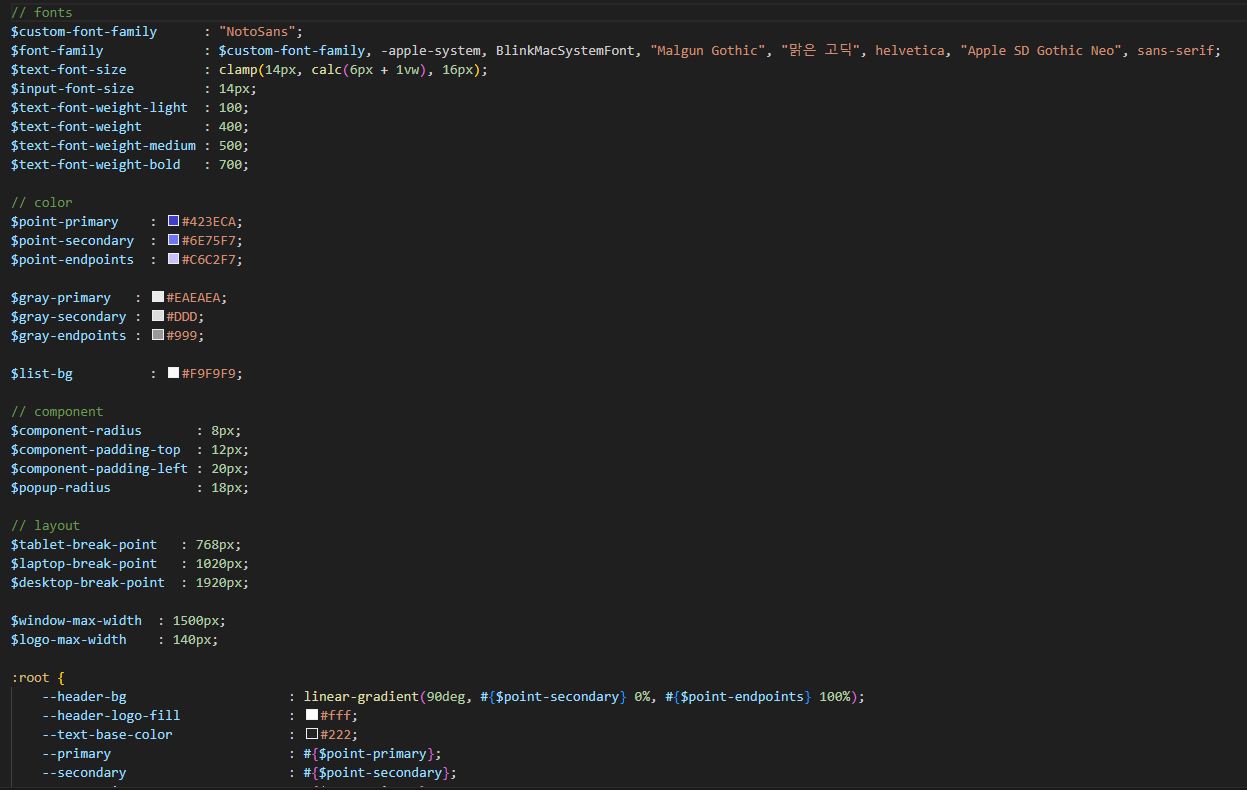 // fonts
$custom-font-family      : "NotoSans";
$font-family             : $custom-font-family, -apple-system, BlinkMacSystemFont, "Malgun Gothic", "맑은 고딕", helvetica, "Apple SD Gothic Neo", sans-serif;
$text-font-size          : clamp(14px, calc(6px + 1vw), 16px);
$input-font-size         : 14px;
$text-font-weight-light  : 100;
$text-font-weight        : 400;
$text-font-weight-medium : 500;
$text-font-weight-bold   : 700;
// color
$point-primary    : #423ECA;
$point-secondary  : #6E75F7;
$point-endpoints  : #C6C2F7;
$gray-primary   : #EAEAEA;
$gray-secondary : #DDD;
$gray-endpoints : #999;
$list-bg          : #F9F9F9;
// component
$component-radius       : 8px;
$component-padding-top  : 12px;
$component-padding-left : 20px;
$popup-radius           : 18px;
// layout
$tablet-break-point   : 768px;
$laptop-break-point   : 1020px;
$desktop-break-point  : 1920px;
$window-max-width  : 1500px;
$logo-max-width    : 140px;
:root {
    --header-bg                     : linear-gradient(90deg, #{$point-secondary} 0%, #{$point-endpoints} 100%);
    --header-logo-fill              : #fff;
    --text-base-color               : #222;
    --primary                       : #{$point-primary};
    --secondary                     : #{$point-secondary};